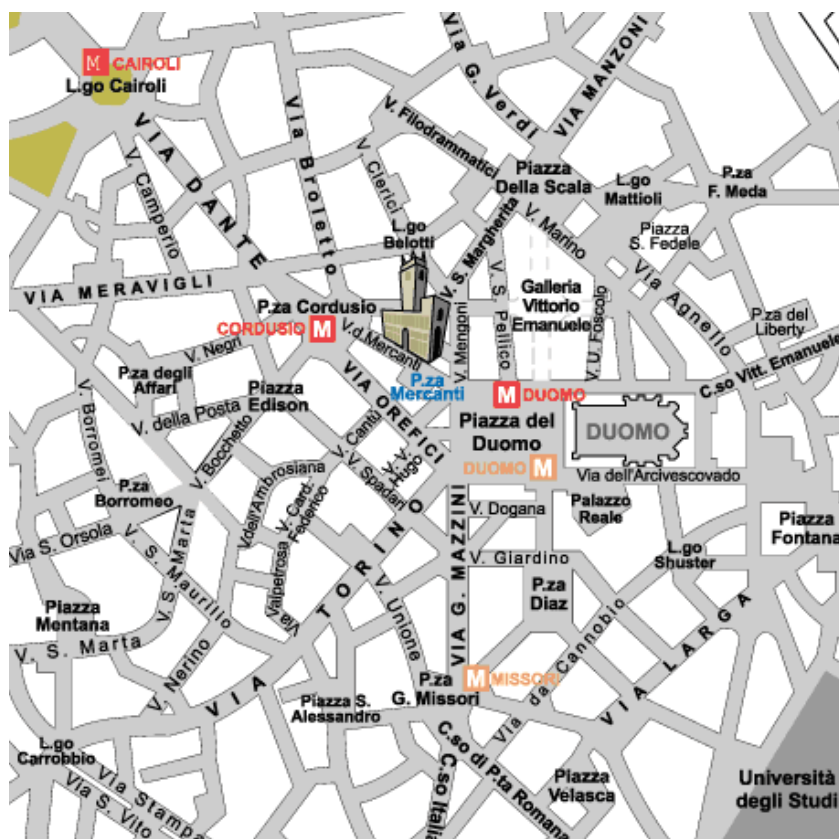 M CAIROLI
L.go Cairoli
VIA DANTE
V. Camperio
Via Broletto
V. Clerici
V. Filodrammatici
Via G. Verdi
VIA MANZONI
Piazza
Della Scala
L.go
Mattioli
P.za
F. Meda
L.go
Belotti
V. S. Margherita
V. Marino
Piazza
S. Fedele
Via Agnello
VIA MERAVIGLI
P.za Cordusio
CORDUSIO M
V.d.Mercanti
P.za
Mercanti
V. Mengoni
V. S. Pellico
Galleria
Vittorio
Emanuele
V. U. Foscolo
P.za del
Liberty
C.so Vitt. Emanuele
V. Negri
P.za degli
Affari
V. Borromei
V. della Posta
Piazza
Edison
VIA OREFICI
M DUOMO
Piazza del
Duomo
DUOMO
DUOMO M
Via dell'Arcivescovado
V. Bocchetto
V. Cantù
V. Spadari
V. V. Hugo
P.za
Borromeo
V.dell'Ambrosiana
V. Card.
Federico
Via Valpetrosa
Via S. Orsola
V. S. Maurilio
V. S. Marta
V. Dogana
Palazzo
Reale
Piazza
Fontana
V. Giardino
L.go
Shuster
P.za
Diaz
VIA G. MAZZINI
VIA TORINO
V. Unione
Piazza
Mentana
V. S. Marta
V. Nerino
P.za
G. Missori
M MISSORI
Via da Cannobio
VIA LARGA
Piazza S.
Alessandro
L.go
Carrobbio
Via Stampa
Via S. Vito
C.so Italia
C.so di P.ta Romana
Piazza
Velasca
Università
degli Studi